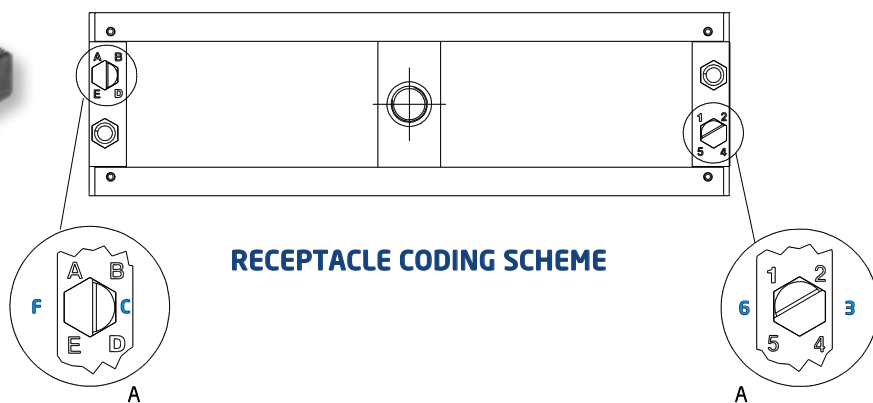 A B
E D
1 2
5 4
RECEPTACLE CODING SCHEME
A B
F C
E D
A
1 2
6 3
5 4
A